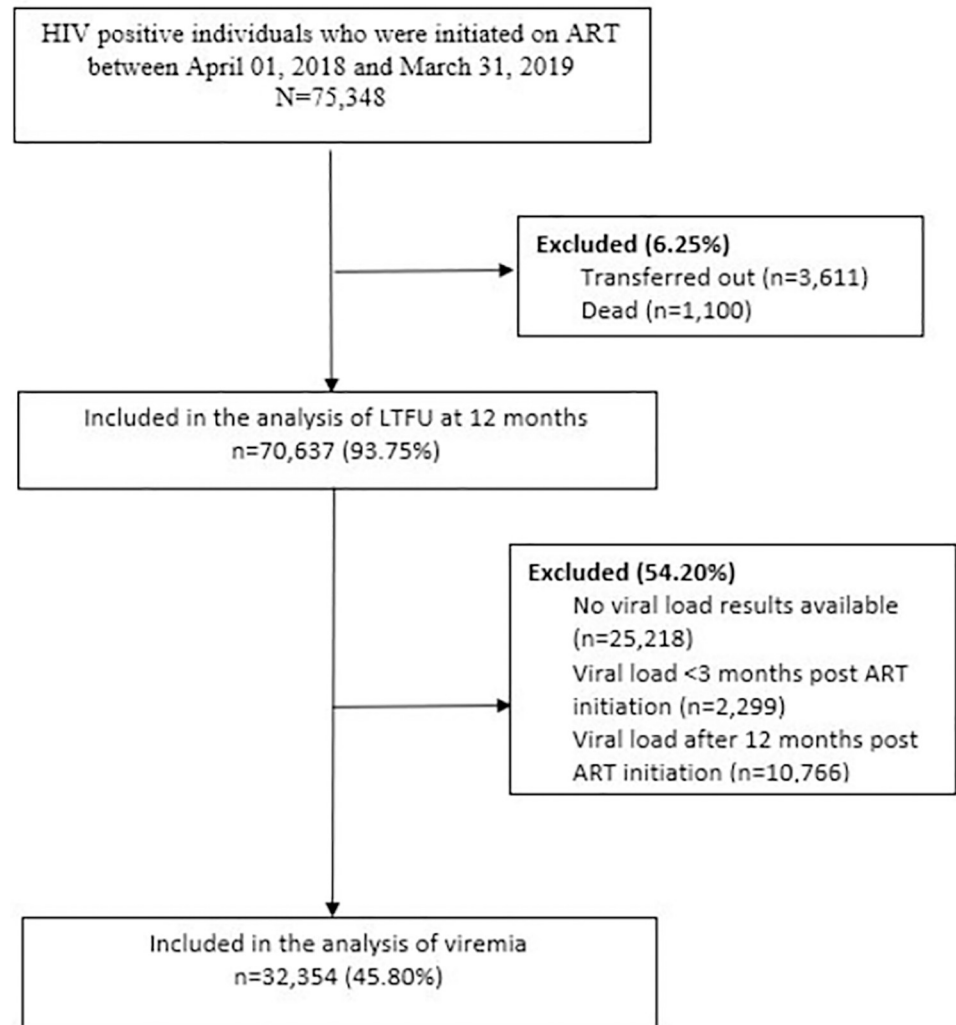 HIV positive individuals who were initiated on ART
between April 01, 2018 and March 31, 2019
N=75,348
Excluded (6.25%)
Transferred out (n=3,611)
Dead (n=1,100)
Included in the analysis of LTFU at 12 months
n=70,637 (93.75%)
Excluded (54.20%)
No viral load results available
(n=25,218)
Viral load <3 months post ART
initiation (n=2,299)
Viral load after 12 months post
ART initiation (n=10,766)
Included in the analysis of viremia
n=32,354 (45.80%)